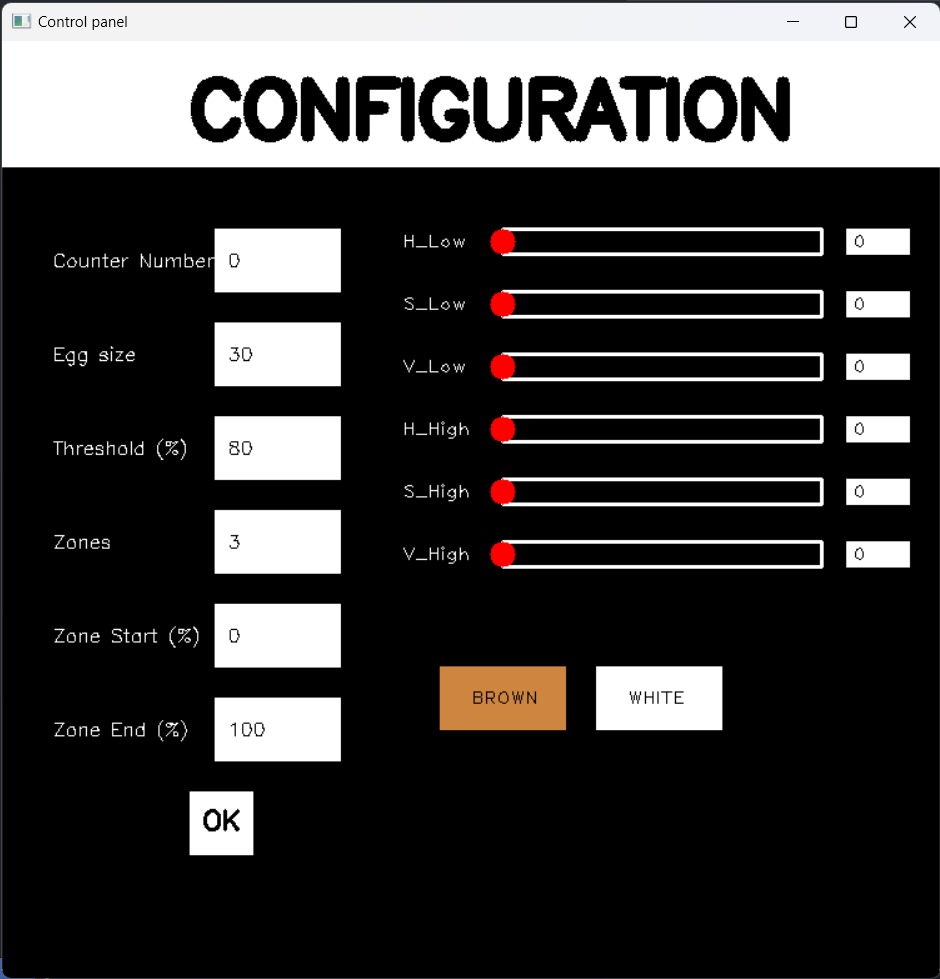 Control panel
CONFIGURATION
Counter Number 0
Egg size 30
Threshold (%) 80
Zones 3
Zone Start (%) 0
Zone End (%) 100
OK
H_Low 0
S_Low 0
V_Low 0
H_High 0
S_High 0
V_High 0
BROWN WHITE